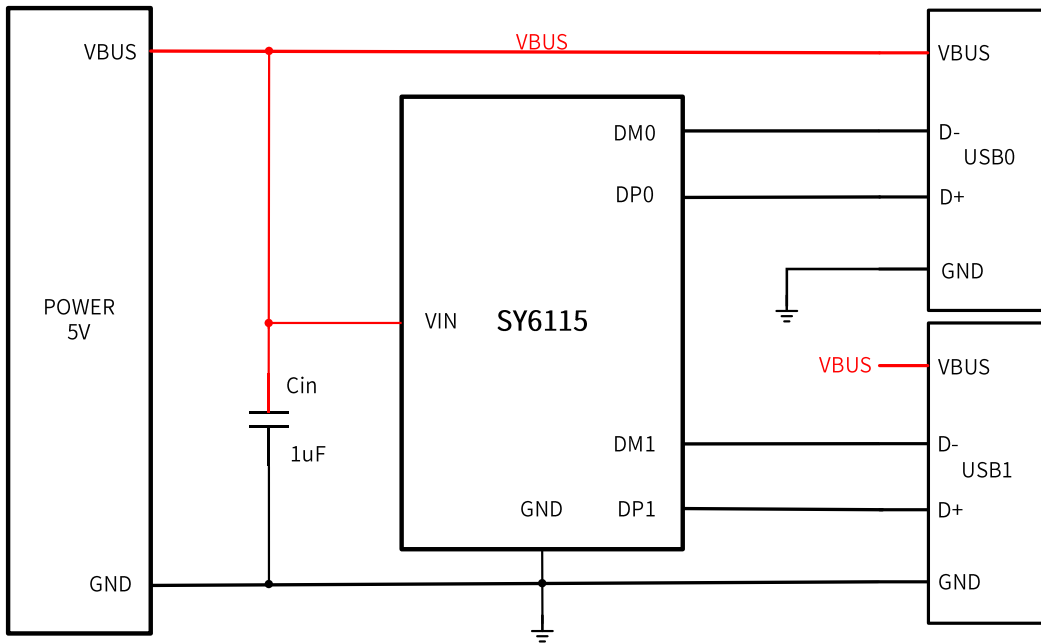 VBUS
POWER
5V
GND
VBUS
Cin
1uF
VIN
SY6115
DM0
DP0
DM1
GND
DP1
VBUS
D-
USB0
D+
GND
VBUS
VBUS
D-
USB1
D+
GND